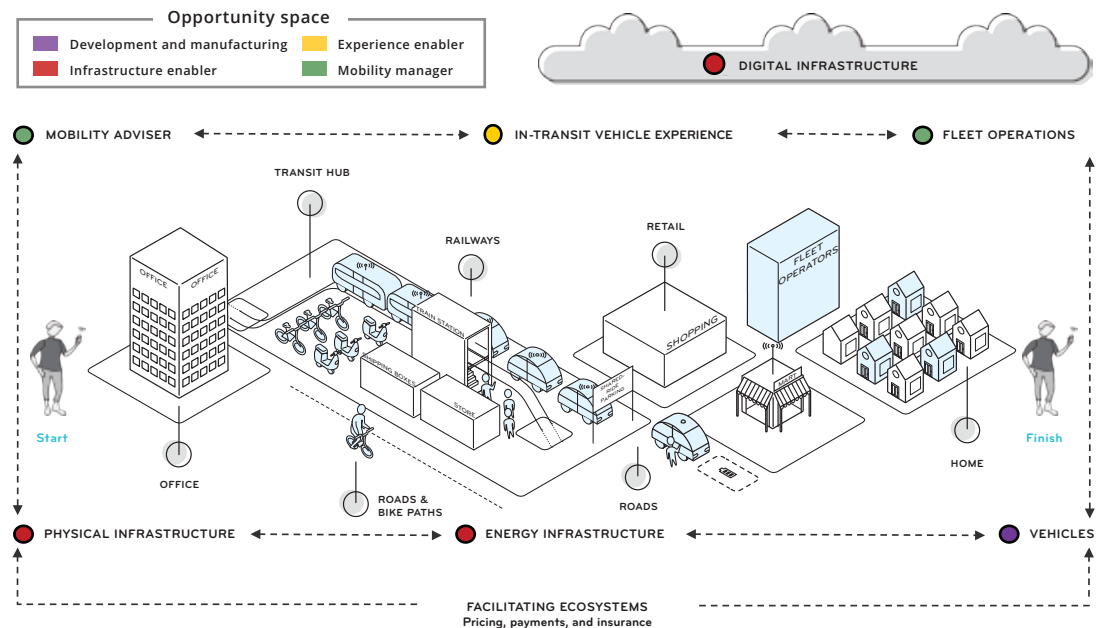 Opportunity space
Development and manufacturing
Experience enabler
Infrastructure enabler
Mobility manager
DIGITAL INFRASTRUCTURE
MOBILITY ADVISER
IN-TRANSIT VEHICLE EXPERIENCE
FLEET OPERATIONS
TRANSIT HUB
RAILWAYS
RETAIL
OFFICE
OFFICE
FLEET
OPERATORS
TRAIN STATION
SHOPPING
SHIPPING BOXES
STORE
SHARED-
RIDE
PARKING
Start
Finish
OFFICE
ROADS &
BIKE PATHS
ROADS
HOME
PHYSICAL INFRASTRUCTURE
ENERGY INFRASTRUCTURE
VEHICLES
FACILITATING ECOSYSTEMS
Pricing, payments, and insurance